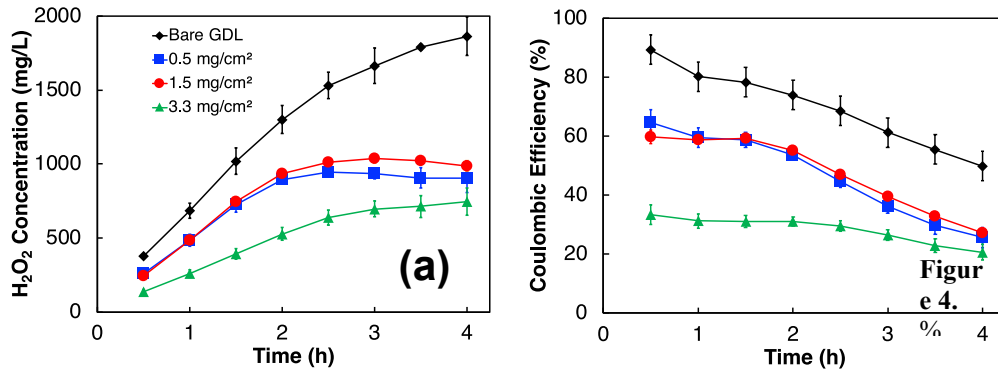 2000
1500
1000
500
0
0
1
2
3
4
H₂O₂ Concentration (mg/L)
Time (h)
Bare GDL
0.5 mg/cm²
1.5 mg/cm²
3.3 mg/cm²
(a)
100
80
60
40
20
0
0
1
2
3
4
Coulombic Efficiency (%)
Time (h)
Figur
e 4.
%